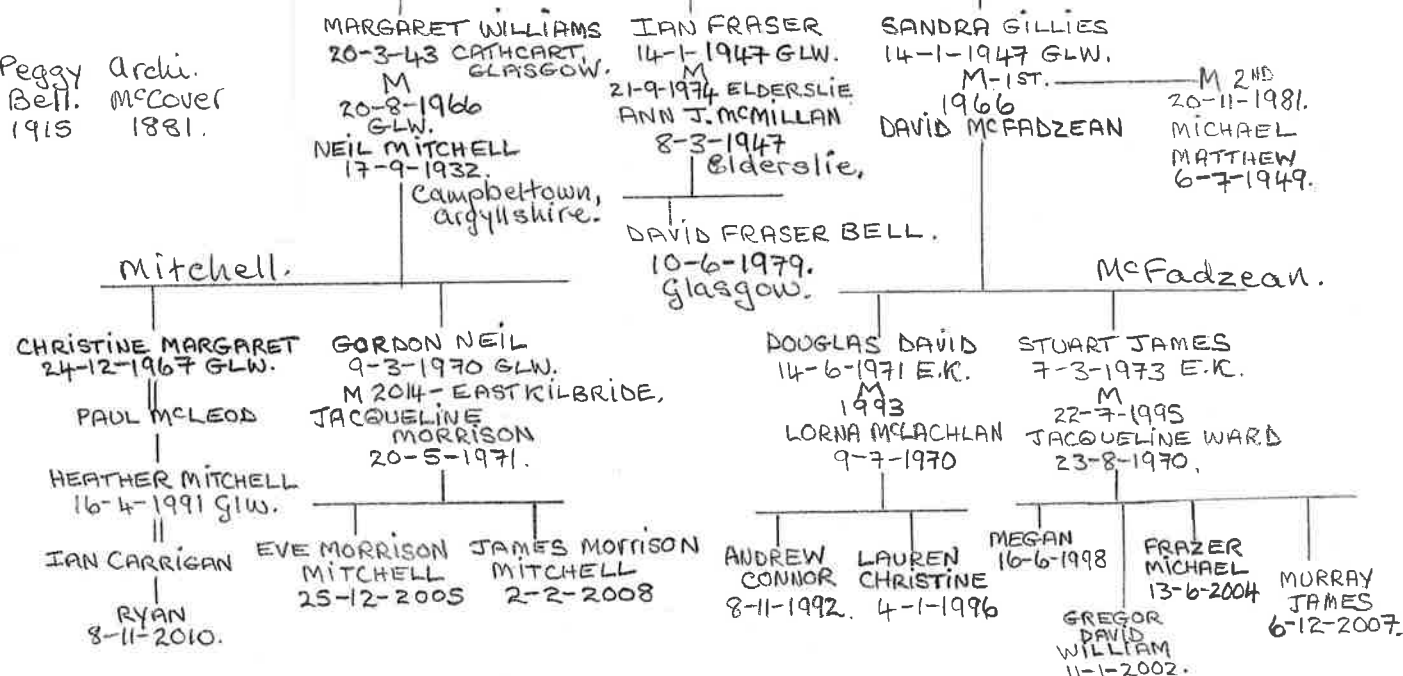 Peggy Archi.
Bell. McCover
1915 1881.
MARGARET WILLIAMS
20-3-43 CATHCART,
GLASGOW.
M
20-8-1966
GLW.
NEIL MITCHELL
17-9-1932.
Campbeltown,
Argyllshire.
IAN FRASER
14-1-1947 GLW.
M
21-9-1974 ELDERSLIE
ANN J. MCMILLAN
8-3-1947
Elderslie,
DAVID FRASER BELL.
10-6-1979.
Glasgow.
SANDRA GILLIES
14-1-1947 GLW.
M-1ST.
1966
DAVID McFADZEAN
M 2ND
20-11-1981.
MICHAEL
MATTHEW
6-7-1949.
Mitchell.
CHRISTINE MARGARET
24-12-1967 GLW.
PAUL McLEOD
HEATHER MITCHELL
16-4-1991 Glw.
IAN CARRIGAN
RYAN
8-11-2010.
GORDON NEIL
9-3-1970 GLW.
M 2014 - EAST KILBRIDE,
JACQUELINE
MORRISON
20-5-1971.
EVE MORRISON
MITCHELL
25-12-2005
JAMES MORRISON
MITCHELL
2-2-2008
McFadzean.
DOUGLAS DAVID
14-6-1971 E.K.
M
1993
LORNA McLACHLAN
9-7-1970
ANDREW
CONNOR
8-11-1992.
LAUREN
CHRISTINE
4-1-1996
STUART JAMES
7-3-1973 E.K.
M
22-7-1995
JACQUELINE WARD
23-8-1970,
MEGAN
16-6-1998
GREGOR
DAVID
WILLIAM
11-1-2002.
FRAZER
MICHAEL
13-6-2004
MURRAY
JAMES
6-12-2007.